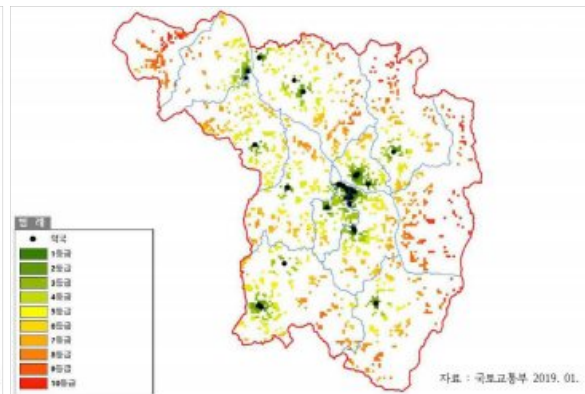 범 례
약국
1등급
2등급
3등급
4등급
5등급
6등급
7등급
8등급
9등급
10등급
자료 : 국토교통부 2019. 01.